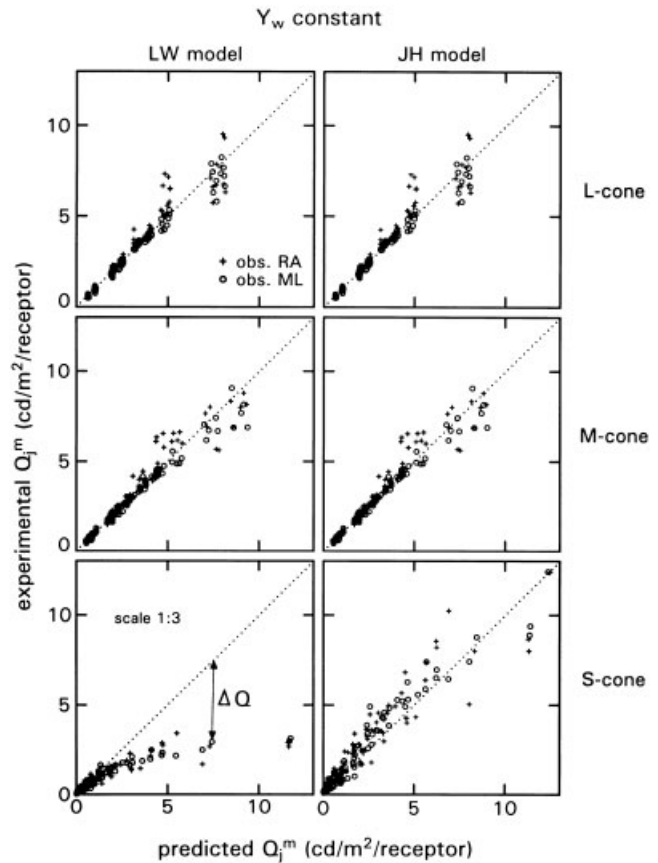 Y_w constant
LW model
JH model
10
5
0
+ obs. RA
o obs. ML
L-cone
10
5
0
M-cone
10
5
0
scale 1:3
ΔQ
S-cone
0 5 10
0 5 10
experimental Q_j^m (cd/m²/receptor)
predicted Q_j^m (cd/m²/receptor)